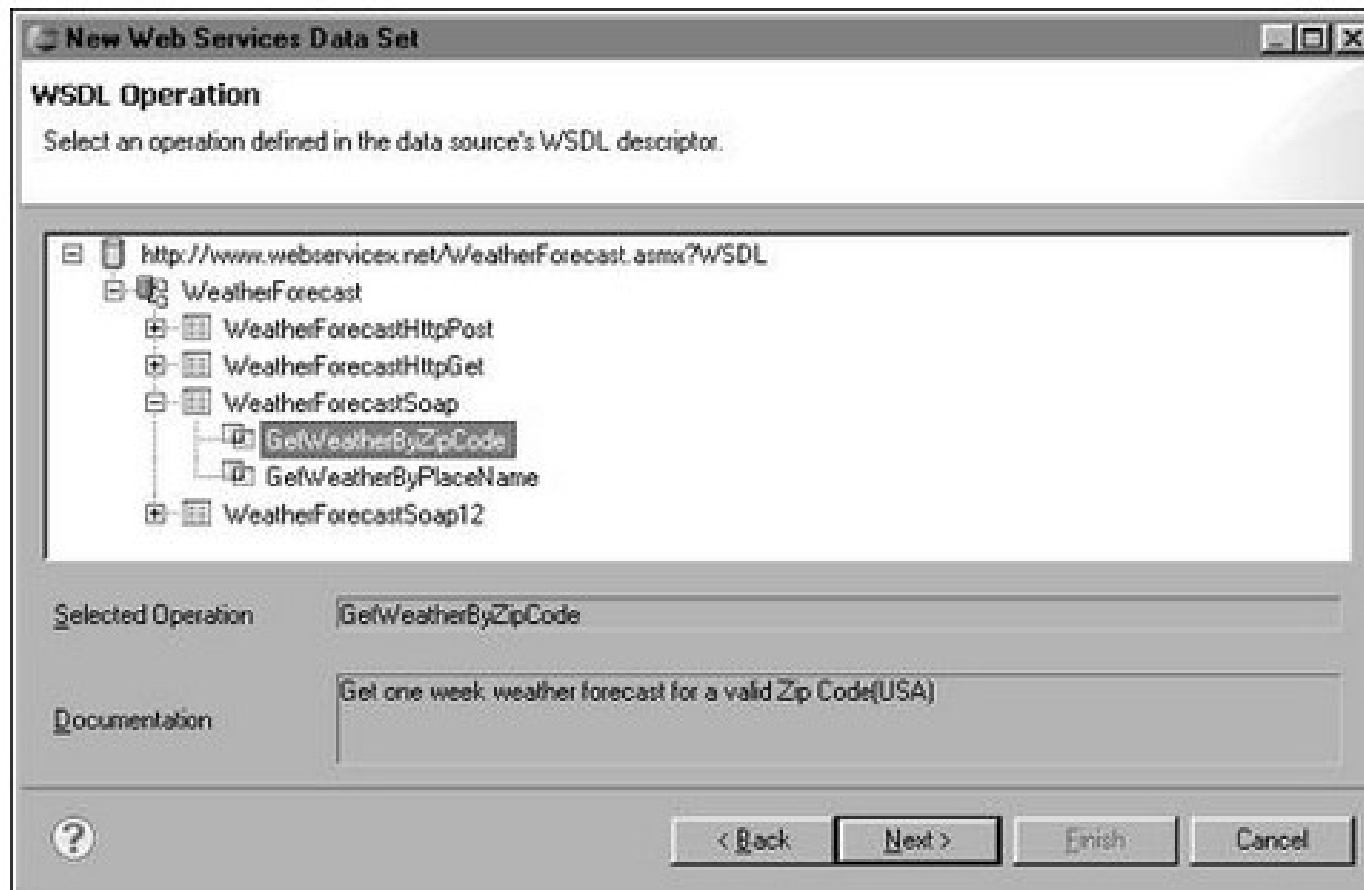 New Web Services Data Set
WSDL Operation
Select an operation defined in the data source's WSDL descriptor.
http://www.webservicex.net/WeatherForecast.asmx?WSDL
WeatherForecast
WeatherForecastHttpPost
WeatherForecastHttpGet
WeatherForecastSoap
GetWeatherByZipCode
GetWeatherByPlaceName
WeatherForecastSoap12
Selected Operation GetWeatherByZipCode
Documentation Get one week weather forecast for a valid Zip Code(USA)
? < Back Next > Finish Cancel